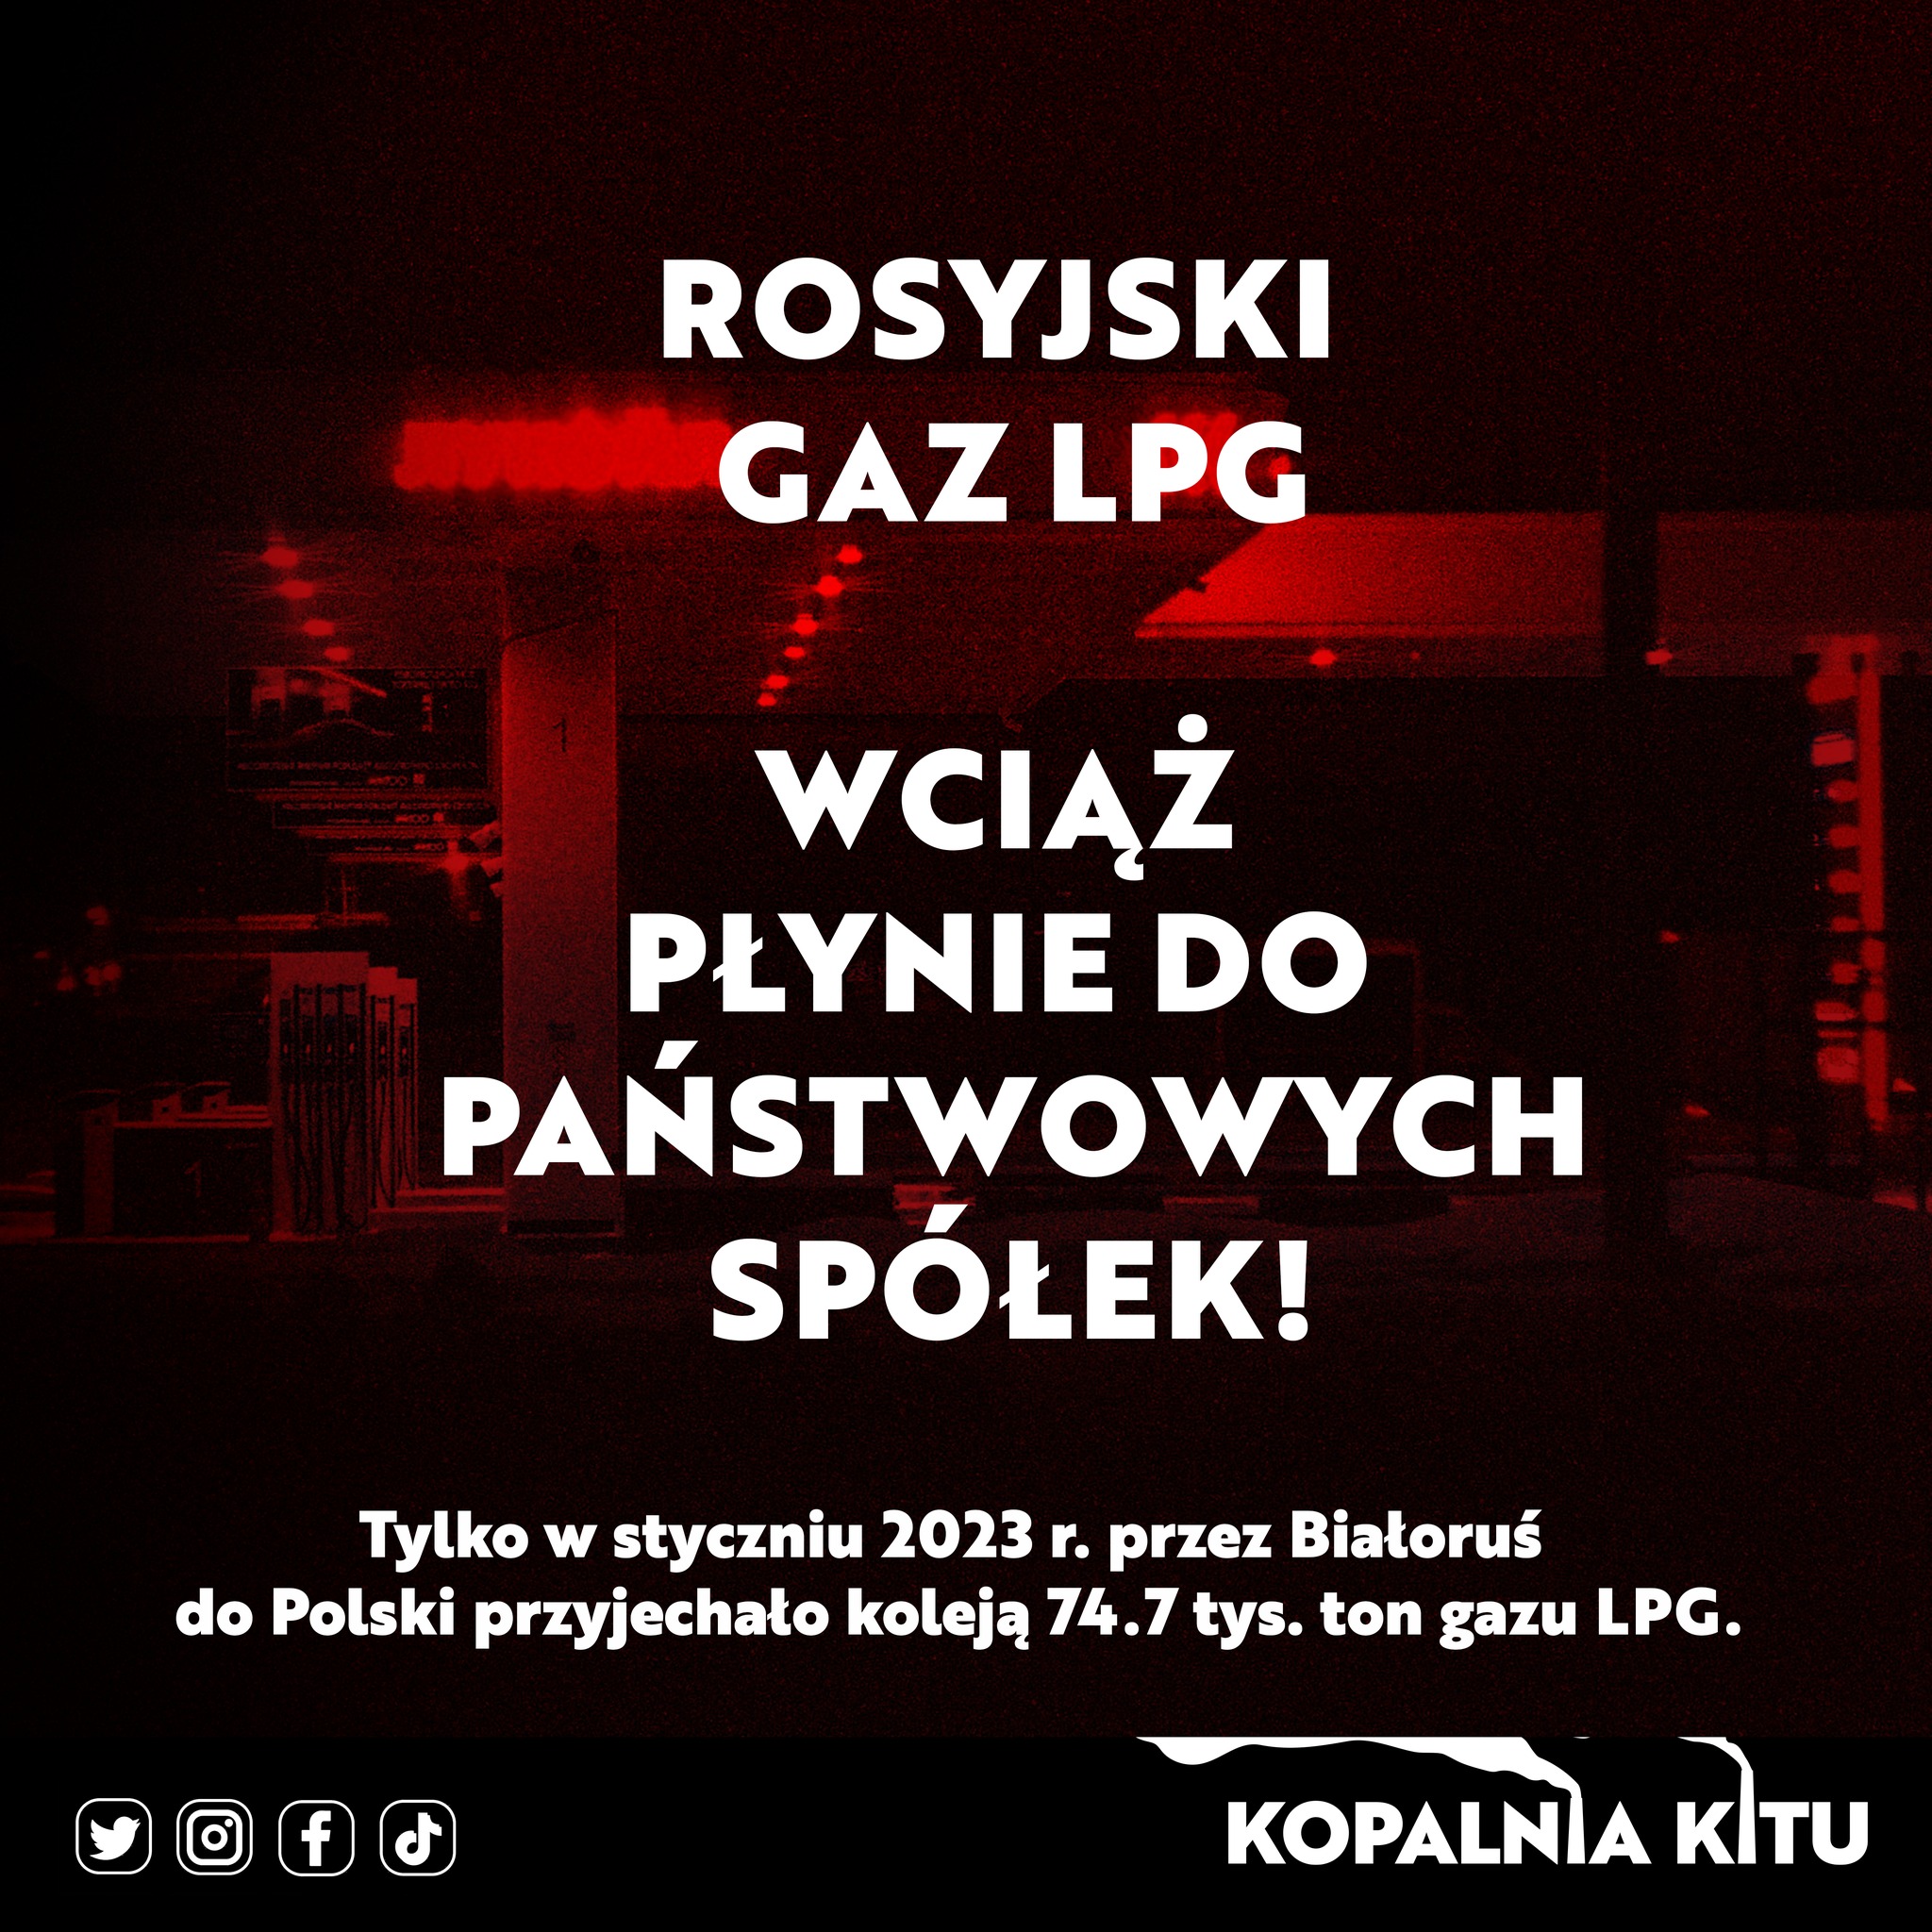 ROSYJSKI
GAZ LPG
WCIĄŻ
PŁYNIE DO
PAŃSTWOWYCH
SPÓŁEK!
Tylko w styczniu 2023 r. przez Białoruś
do Polski przyjechało koleją 74.7 tys. ton gazu LPG.
KOPALNIA KITU